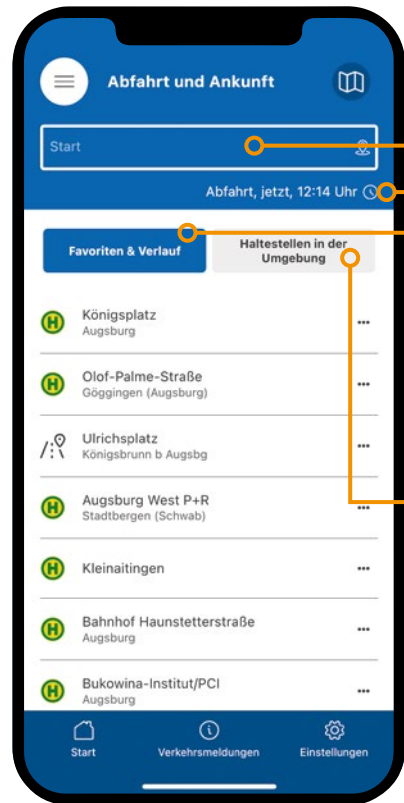 Abfahrt und Ankunft
Start
Abfahrt, jetzt, 12:14 Uhr
Favoriten & Verlauf
Haltestellen in der
Umgebung
H
Königsplatz
Augsburg
H
Olof-Palme-Straße
Göggingen (Augsburg)
Ulrichsplatz
Königsbrunn b Augsbg
H
Augsburg West P+R
Stadtbergen (Schwab)
H
Kleinaitingen
H
Bahnhof Haunstetterstraße
Augsburg
H
Bukowina-Institut/PCI
Augsburg
Start
Verkehrsmeldungen
Einstellungen